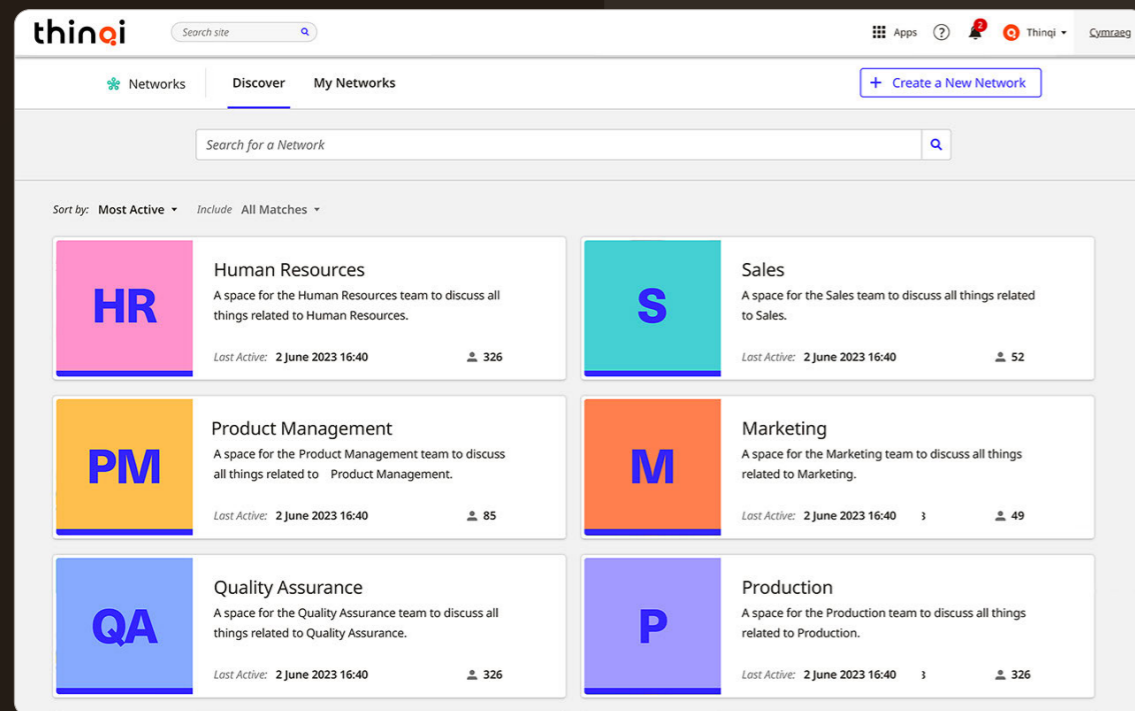 thinqi
Search site
Apps
?
2
Thinqi
Cymraeg
Networks
Discover
My Networks
+ Create a New Network
Search for a Network
Sort by: Most Active
Include All Matches
HR
Human Resources
A space for the Human Resources team to discuss all
things related to Human Resources.
Last Active: 2 June 2023 16:40
326
S
Sales
A space for the Sales team to discuss all things related
to Sales.
Last Active: 2 June 2023 16:40
52
PM
Product Management
A space for the Product Management team to discuss
all things related to Product Management.
Last Active: 2 June 2023 16:40
85
M
Marketing
A space for the Marketing team to discuss all things
related to Marketing.
Last Active: 2 June 2023 16:40
49
QA
Quality Assurance
A space for the Quality Assurance team to discuss all
things related to Quality Assurance.
Last Active: 2 June 2023 16:40
326
P
Production
A space for the Production team to discuss all things
related to Production.
Last Active: 2 June 2023 16:40
326